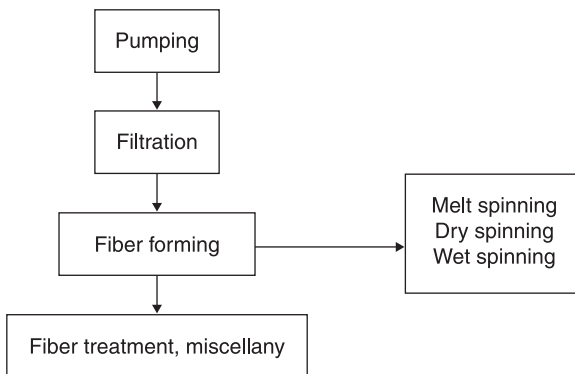 Pumping
Filtration
Fiber forming
Melt spinning
Dry spinning
Wet spinning
Fiber treatment, miscellany